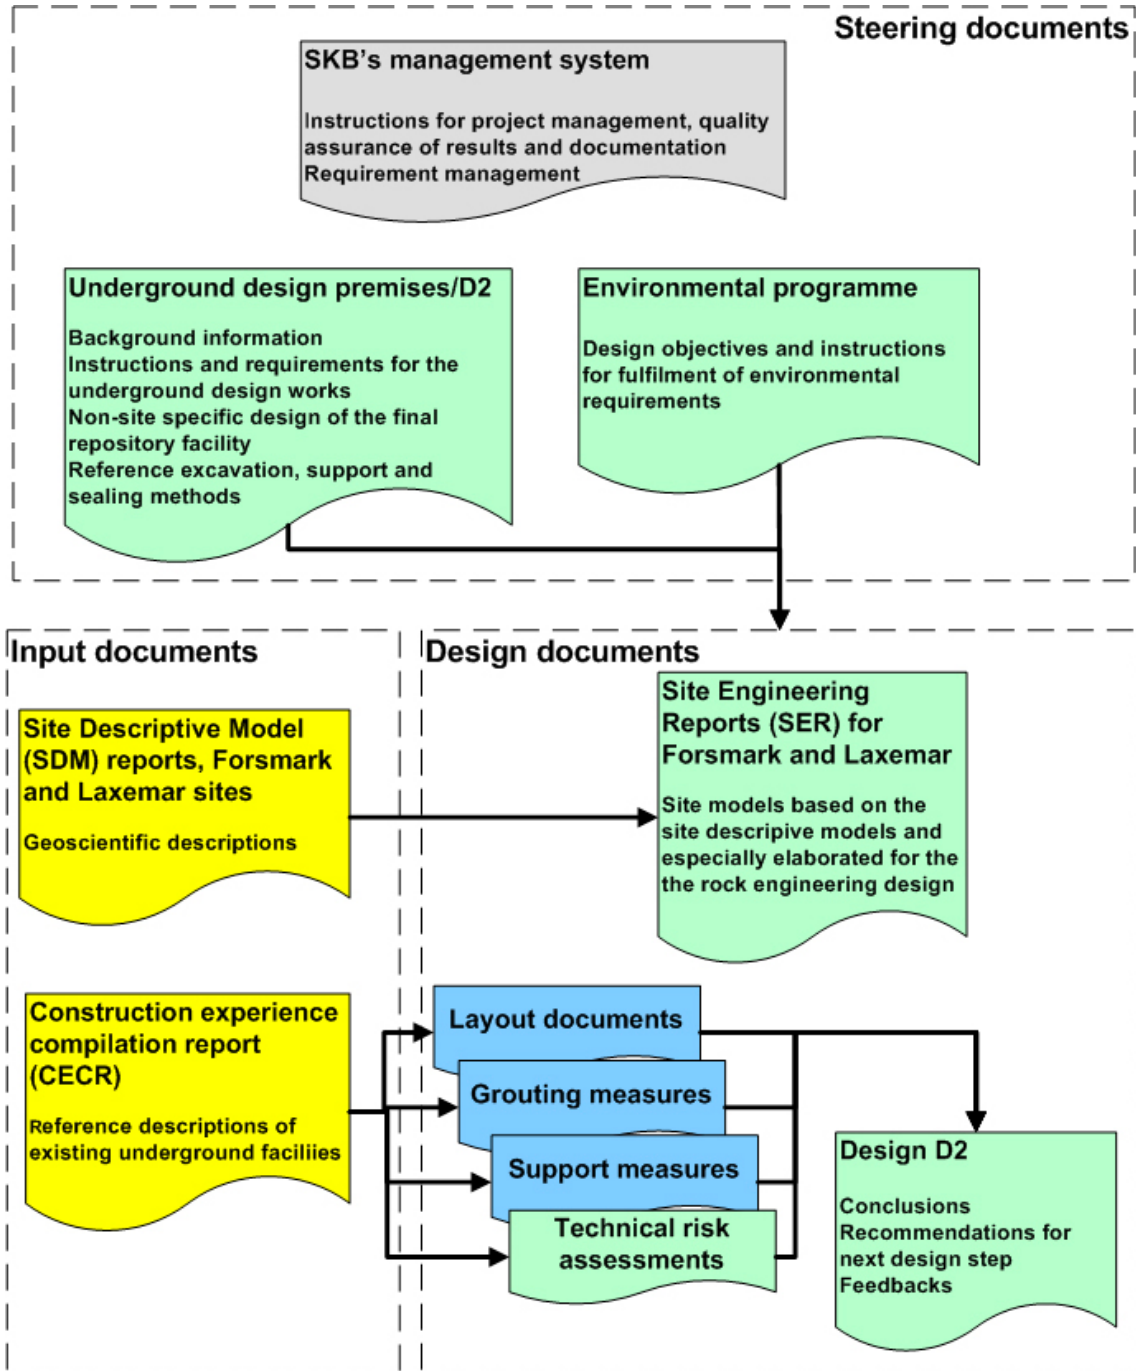 Steering documents
SKB's management system
Instructions for project management, quality
assurance of results and documentation
Requirement management
Underground design premises/D2
Background information
Instructions and requirements for the
underground design works
Non-site specific design of the final
repository facility
Reference excavation, support and
sealing methods
Environmental programme
Design objectives and instructions
for fulfilment of environmental
requirements
Input documents
Site Descriptive Model
(SDM) reports, Forsmark
and Laxemar sites
Geoscientific descriptions
Construction experience
compilation report
(CECR)
Reference descriptions of
existing underground faciliies
Design documents
Site Engineering
Reports (SER) for
Forsmark and Laxemar
Site models based on the
site descripive models and
especially elaborated for the
the rock engineering design
Layout documents
Grouting measures
Support measures
Technical risk
assessments
Design D2
Conclusions
Recommendations for
next design step
Feedbacks